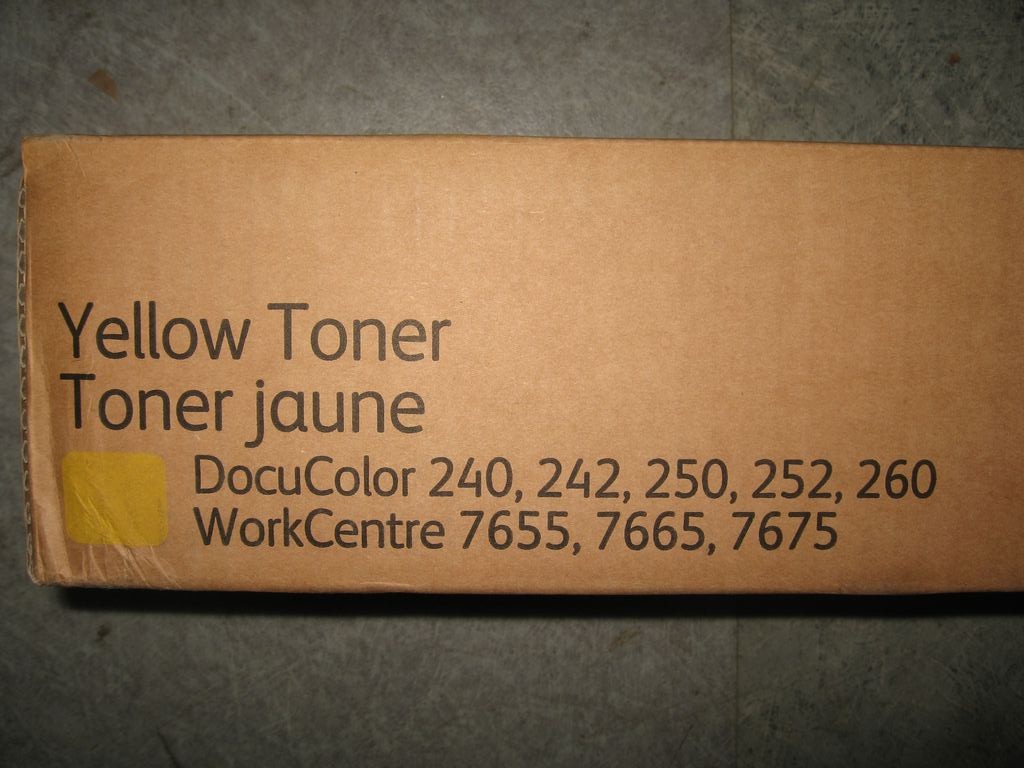 Yellow Toner
Toner jaune
DocuColor 240, 242, 250, 252, 260
WorkCentre 7655, 7665, 7675